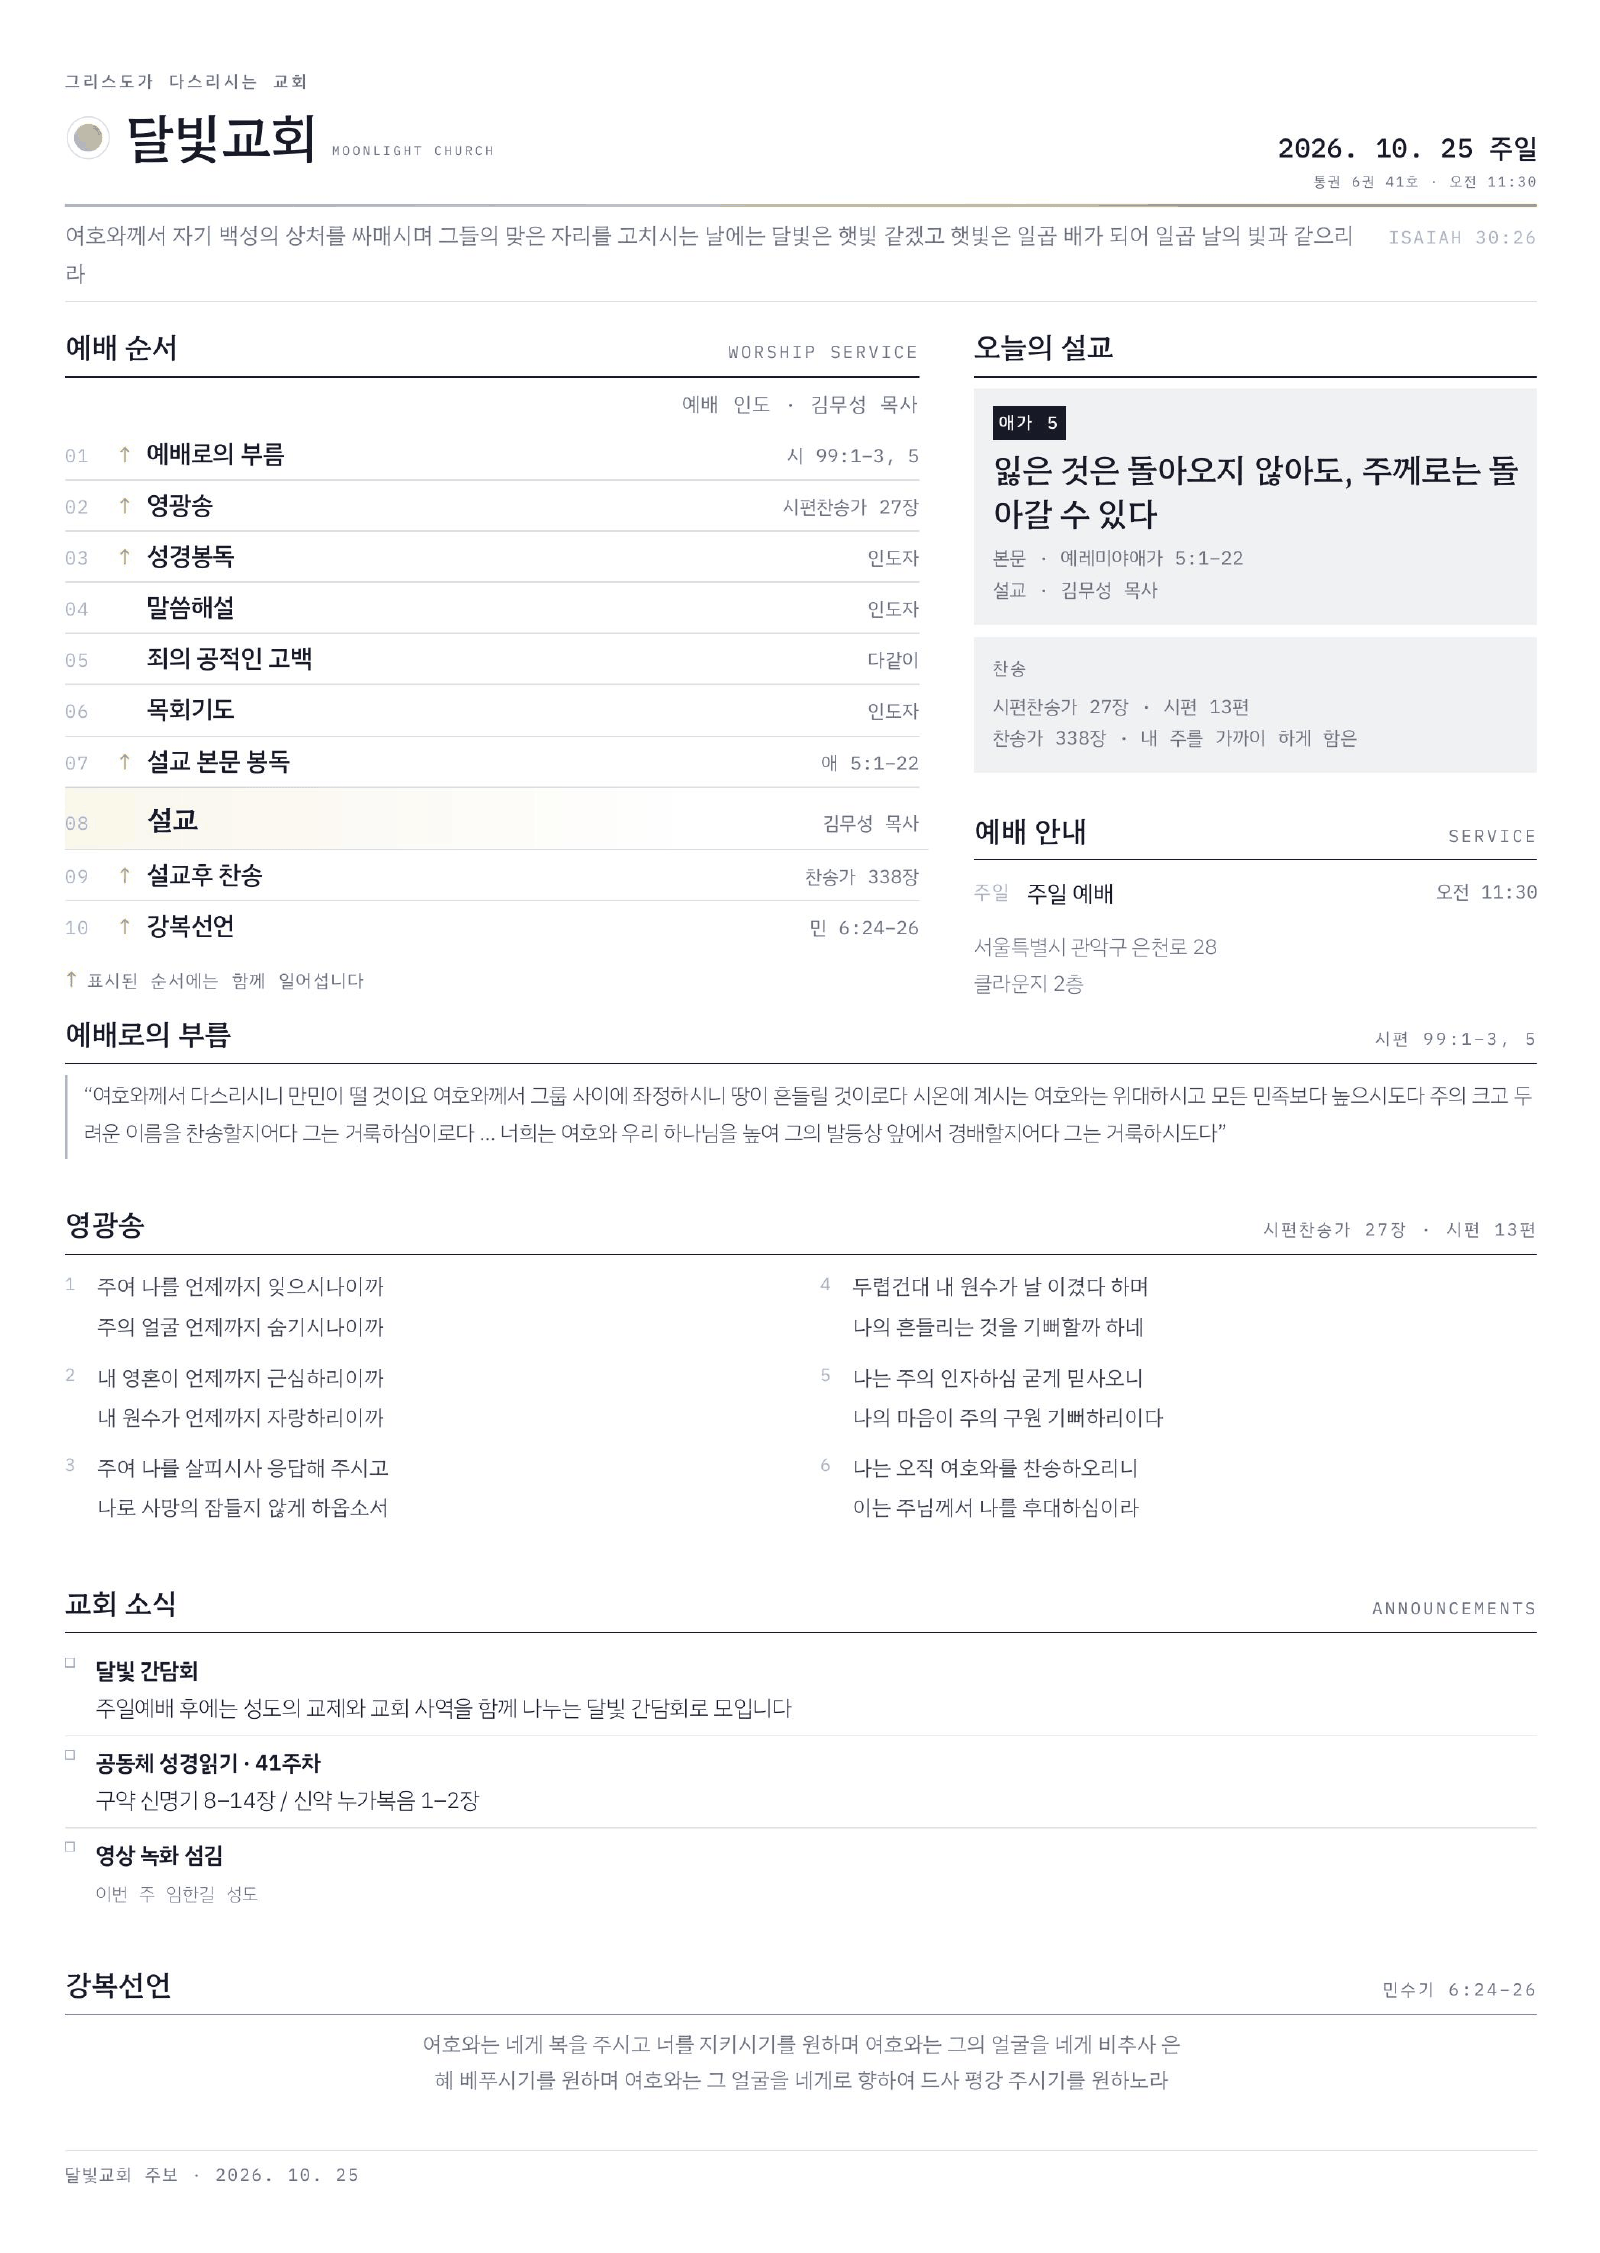 그리스도가 다스리시는 교회
달빛교회 MOONLIGHT CHURCH
2026. 10. 25 주일
통권 6권 41호 · 오전 11:30
여호와께서 자기 백성의 상처를 싸매시며 그들의 맞은 자리를 고치시는 날에는 달빛은 햇빛 같겠고 햇빛은 일곱 배가 되어 일곱 날의 빛과 같으리
라
ISAIAH 30:26
예배 순서 WORSHIP SERVICE
예배 인도 · 김무성 목사
01 ↑ 예배로의 부름 시 99:1–3, 5
02 ↑ 영광송 시편찬송가 27장
03 ↑ 성경봉독 인도자
04 말씀해설 인도자
05 죄의 공적인 고백 다같이
06 목회기도 인도자
07 ↑ 설교 본문 봉독 애 5:1–22
08 설교 김무성 목사
09 ↑ 설교후 찬송 찬송가 338장
10 ↑ 강복선언 민 6:24–26
↑ 표시된 순서에는 함께 일어섭니다
오늘의 설교
애가 5
잃은 것은 돌아오지 않아도, 주께로는 돌
아갈 수 있다
본문 · 예레미야애가 5:1–22
설교 · 김무성 목사
찬송
시편찬송가 27장 · 시편 13편
찬송가 338장 · 내 주를 가까이 하게 함은
예배 안내 SERVICE
주일 주일 예배 오전 11:30
서울특별시 관악구 은천로 28
클라운지 2층
예배로의 부름 시편 99:1–3, 5
“여호와께서 다스리시니 만민이 떨 것이요 여호와께서 그룹 사이에 좌정하시니 땅이 흔들릴 것이로다 시온에 계시는 여호와는 위대하시고 모든 민족보다 높으시도다 주의 크고 두
려운 이름을 찬송할지어다 그는 거룩하심이로다 … 너희는 여호와 우리 하나님을 높여 그의 발등상 앞에서 경배할지어다 그는 거룩하시도다”
영광송 시편찬송가 27장 · 시편 13편
1 주여 나를 언제까지 잊으시나이까
주의 얼굴 언제까지 숨기시나이까
2 내 영혼이 언제까지 근심하리이까
내 원수가 언제까지 자랑하리이까
3 주여 나를 살피시사 응답해 주시고
나로 사망의 잠들지 않게 하옵소서
4 두렵건대 내 원수가 날 이겼다 하며
나의 흔들리는 것을 기뻐할까 하네
5 나는 주의 인자하심 굳게 믿사오니
나의 마음이 주의 구원 기뻐하리이다
6 나는 오직 여호와를 찬송하오리니
이는 주님께서 나를 후대하심이라
교회 소식 ANNOUNCEMENTS
□ 달빛 간담회
주일예배 후에는 성도의 교제와 교회 사역을 함께 나누는 달빛 간담회로 모입니다
□ 공동체 성경읽기 · 41주차
구약 신명기 8–14장 / 신약 누가복음 1–2장
□ 영상 녹화 섬김
이번 주 임한길 성도
강복선언 민수기 6:24–26
여호와는 네게 복을 주시고 너를 지키시기를 원하며 여호와는 그의 얼굴을 네게 비추사 은
혜 베푸시기를 원하며 여호와는 그 얼굴을 네게로 향하여 드사 평강 주시기를 원하노라
달빛교회 주보 · 2026. 10. 25